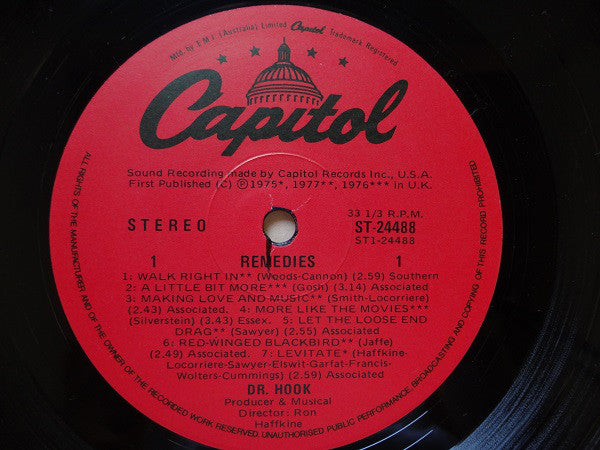 Mfd. by E M I (Australia) Limited Capitol Trademark Registered
Capitol
Sound Recording made by Capitol Records Inc., U.S.A.
First Published (C) ℗1975*, 1977**, 1976*** in U.K.
STEREO
33 1/3 R.P.M.
ST-24488
ST1-24488
1 REMEDIES 1
1: WALK RIGHT IN** (Woods-Cannon) (2.59) Southern
2: A LITTLE BIT MORE*** (Gosh) (3.14) Associated
3: MAKING LOVE AND MUSIC** (Smith-Locorriere)
(2.43) Associated. 4: MORE LIKE THE MOVIES***
(Silverstein) (3.43) Essex. 5: LET THE LOOSE END
DRAG** (Sawyer) (2.55) Associated
6: RED-WINGED BLACKBIRD** (Jaffe)
(2.49) Associated. 7: LEVITATE* (Haffkine-
Locorriere-Sawyer-Elswit-Garfat-Francis-
Wolters-Cummings) (2.59) Associated
DR. HOOK
Producer & Musical
Director: Ron
Haffkine
ALL RIGHTS OF THE MANUFACTURER AND OF THE OWNER OF THE RECORDED WORK RESERVED. UNAUTHORISED PUBLIC PERFORMANCE BROADCASTING AND COPYING OF THIS RECORD PROHIBITED